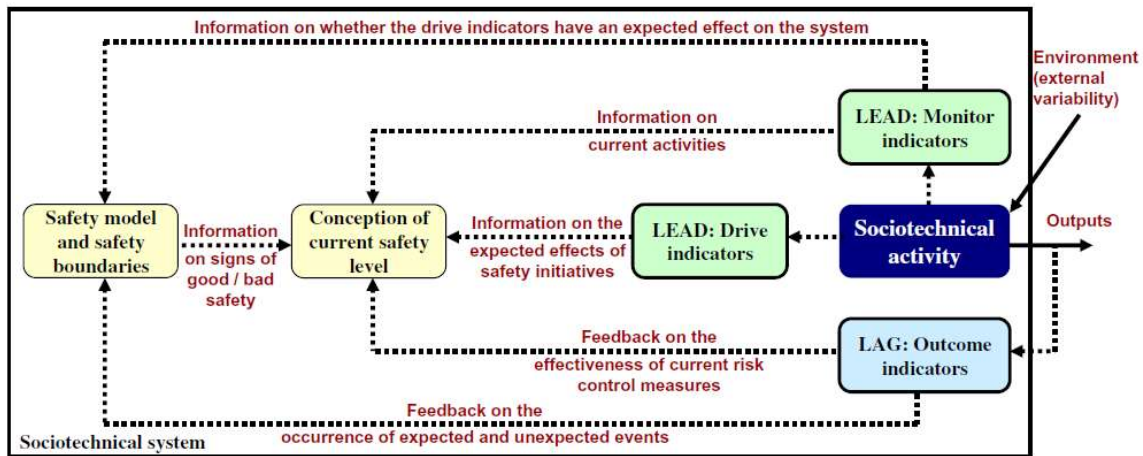 Information on whether the drive indicators have an expected effect on the system
Environment
(external
variability)
LEAD: Monitor
indicators
Information on
current activities
Safety model
and safety
boundaries
Information
on signs of
good / bad
safety
Conception of
current safety
level
Information on the
expected effects of
safety initiatives
LEAD: Drive
indicators
Sociotechnical
activity
Outputs
Feedback on the
effectiveness of current risk
control measures
LAG: Outcome
indicators
Feedback on the
occurrence of expected and unexpected events
Sociotechnical system